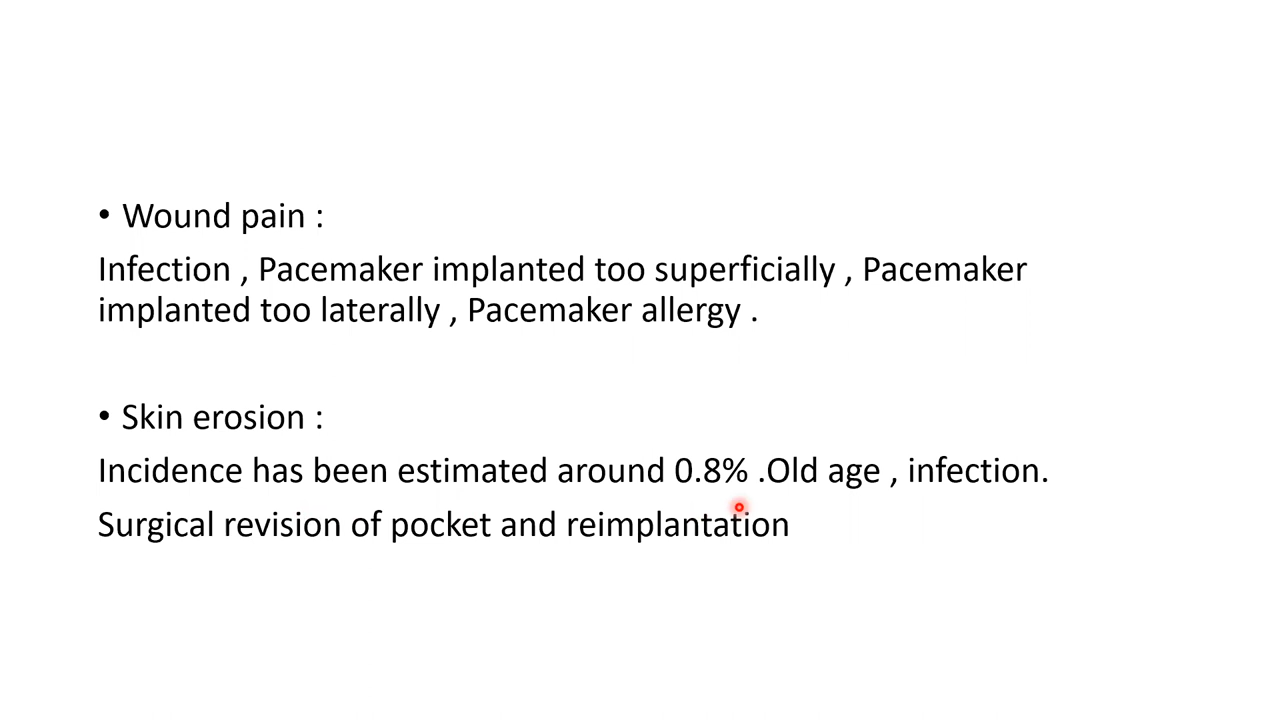 • Wound pain :
Infection , Pacemaker implanted too superficially , Pacemaker
implanted too laterally , Pacemaker allergy .
• Skin erosion :
Incidence has been estimated around 0.8% .Old age , infection.
Surgical revision of pocket and reimplantation